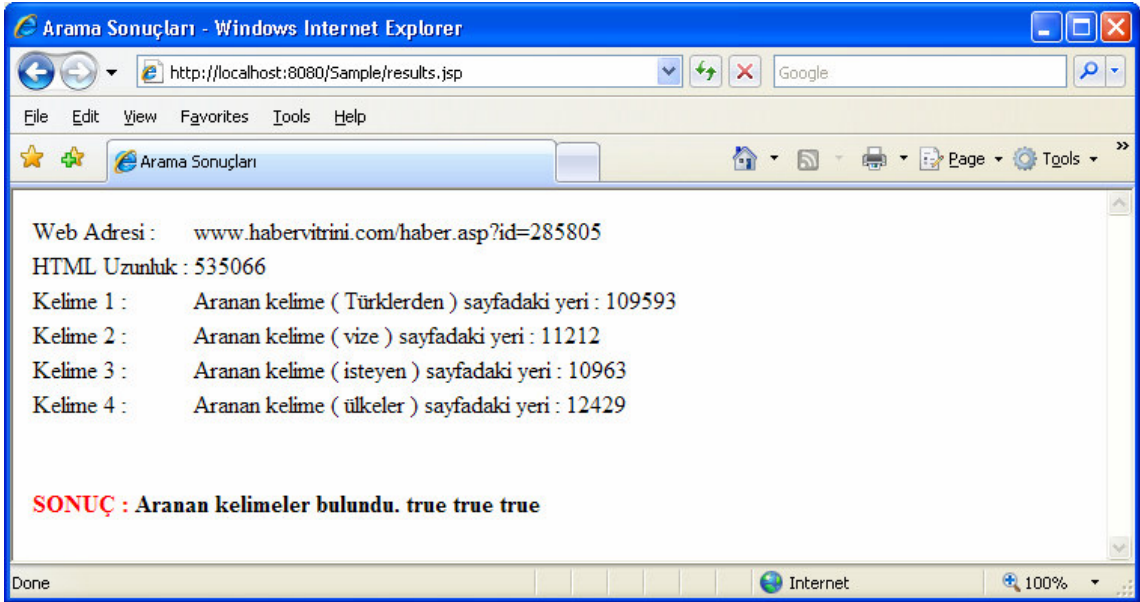 Arama Sonuçları - Windows Internet Explorer
http://localhost:8080/Sample/results.jsp
Google
File Edit View Favorites Tools Help
Arama Sonuçları
Page Tools »
Web Adresi : www.habervitrini.com/haber.asp?id=285805
HTML Uzunluk : 535066
Kelime 1 : Aranan kelime ( Türklerden ) sayfadaki yeri : 109593
Kelime 2 : Aranan kelime ( vize ) sayfadaki yeri : 11212
Kelime 3 : Aranan kelime ( isteyen ) sayfadaki yeri : 10963
Kelime 4 : Aranan kelime ( ülkeler ) sayfadaki yeri : 12429
SONUÇ : Aranan kelimeler bulundu. true true true
Done Internet 100%